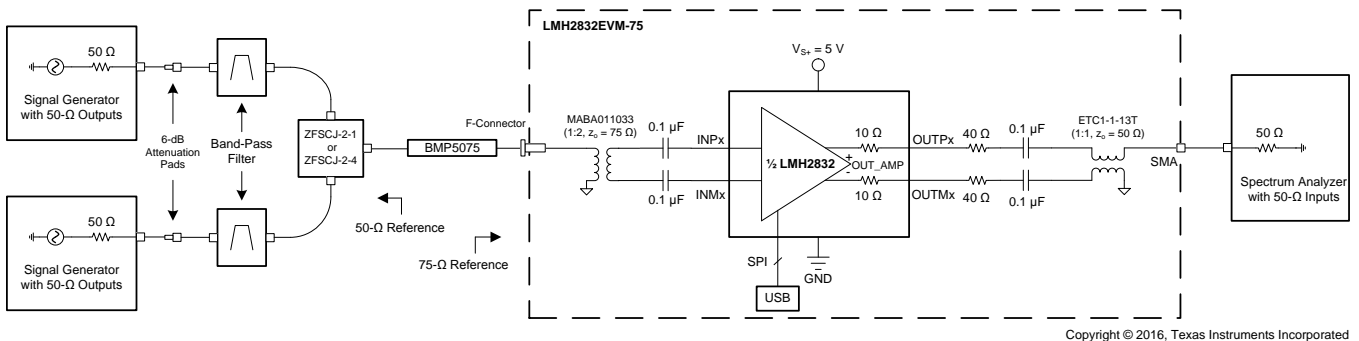 LMH2832EVM-75
50 Ω
Signal Generator
with 50-Ω Outputs
6-dB
Attenuation
Pads
Band-Pass
Filter
50 Ω
Signal Generator
with 50-Ω Outputs
ZFSCJ-2-1
or
ZFSCJ-2-4
BMP5075
F-Connector
50-Ω Reference
75-Ω Reference
MABA011033
(1:2, zo = 75 Ω)
0.1 µF
0.1 µF
INPx
INMx
VS+ = 5 V
½ LMH2832
+
OUT_AMP
-
10 Ω
10 Ω
SPI
USB
GND
OUTPx
OUTMx
40 Ω
40 Ω
0.1 µF
0.1 µF
ETC1-1-13T
(1:1, zo = 50 Ω)
SMA
50 Ω
Spectrum Analyzer
with 50-Ω Inputs
Copyright © 2016, Texas Instruments Incorporated